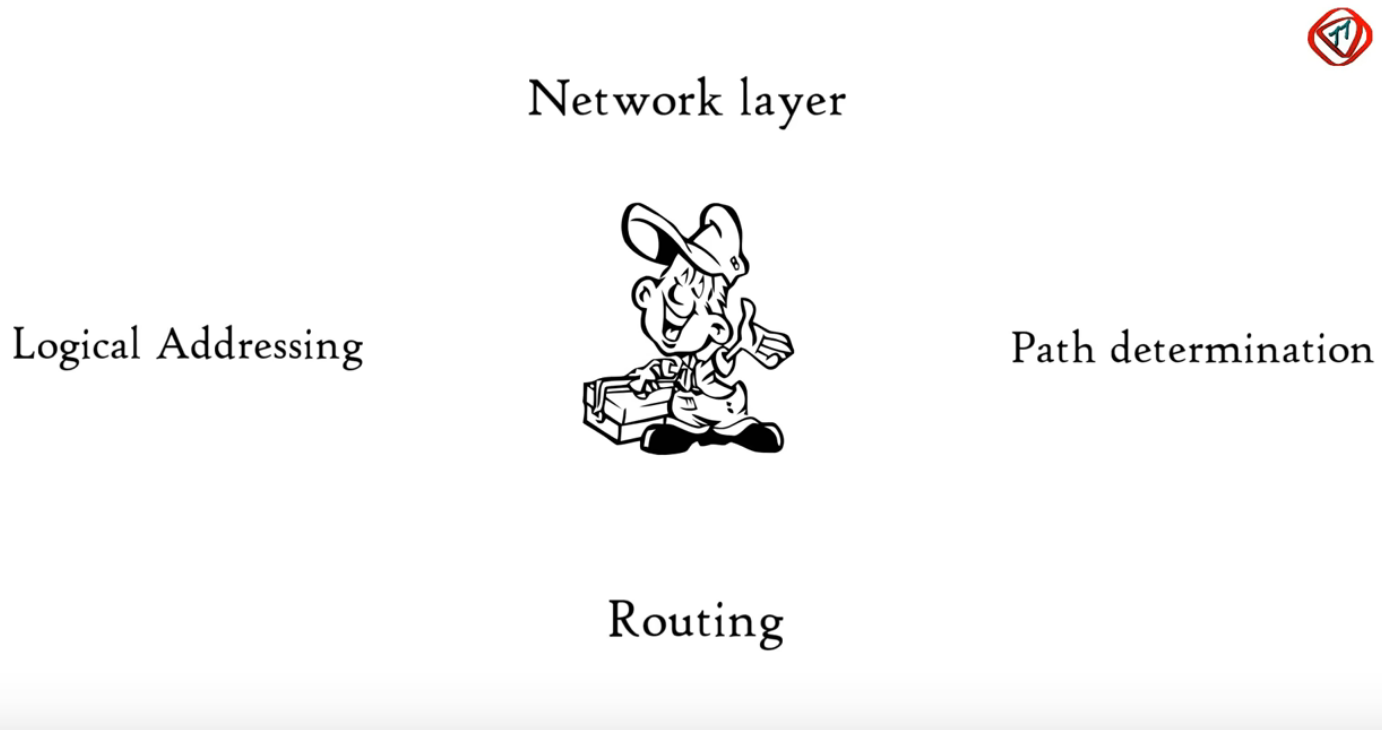 Network layer
Logical Addressing
Path determination
Routing